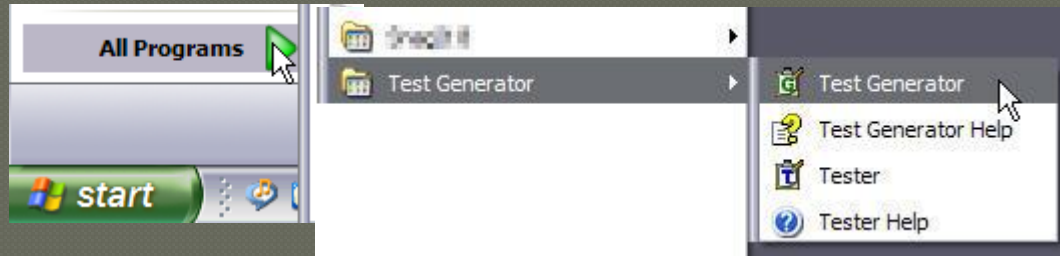 All Programs
start
Test Generator
Test Generator
Test Generator Help
Tester
Tester Help